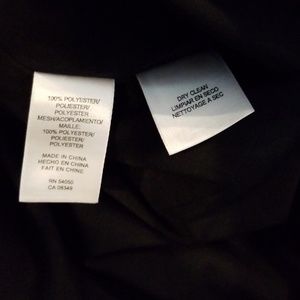 100% POLYESTER/
POLIESTER/
POLYESTER
MESH/ACOPLAMIENTO/
MAILLE:
100% POLYESTER/
POLIESTER/
POLYESTER
MADE IN CHINA
HECHO EN CHINA
FAIT EN CHINE
RN 54050
CA 08349
DRY CLEAN
LIMPIAR EN SECO
NETTOYAGE A SEC